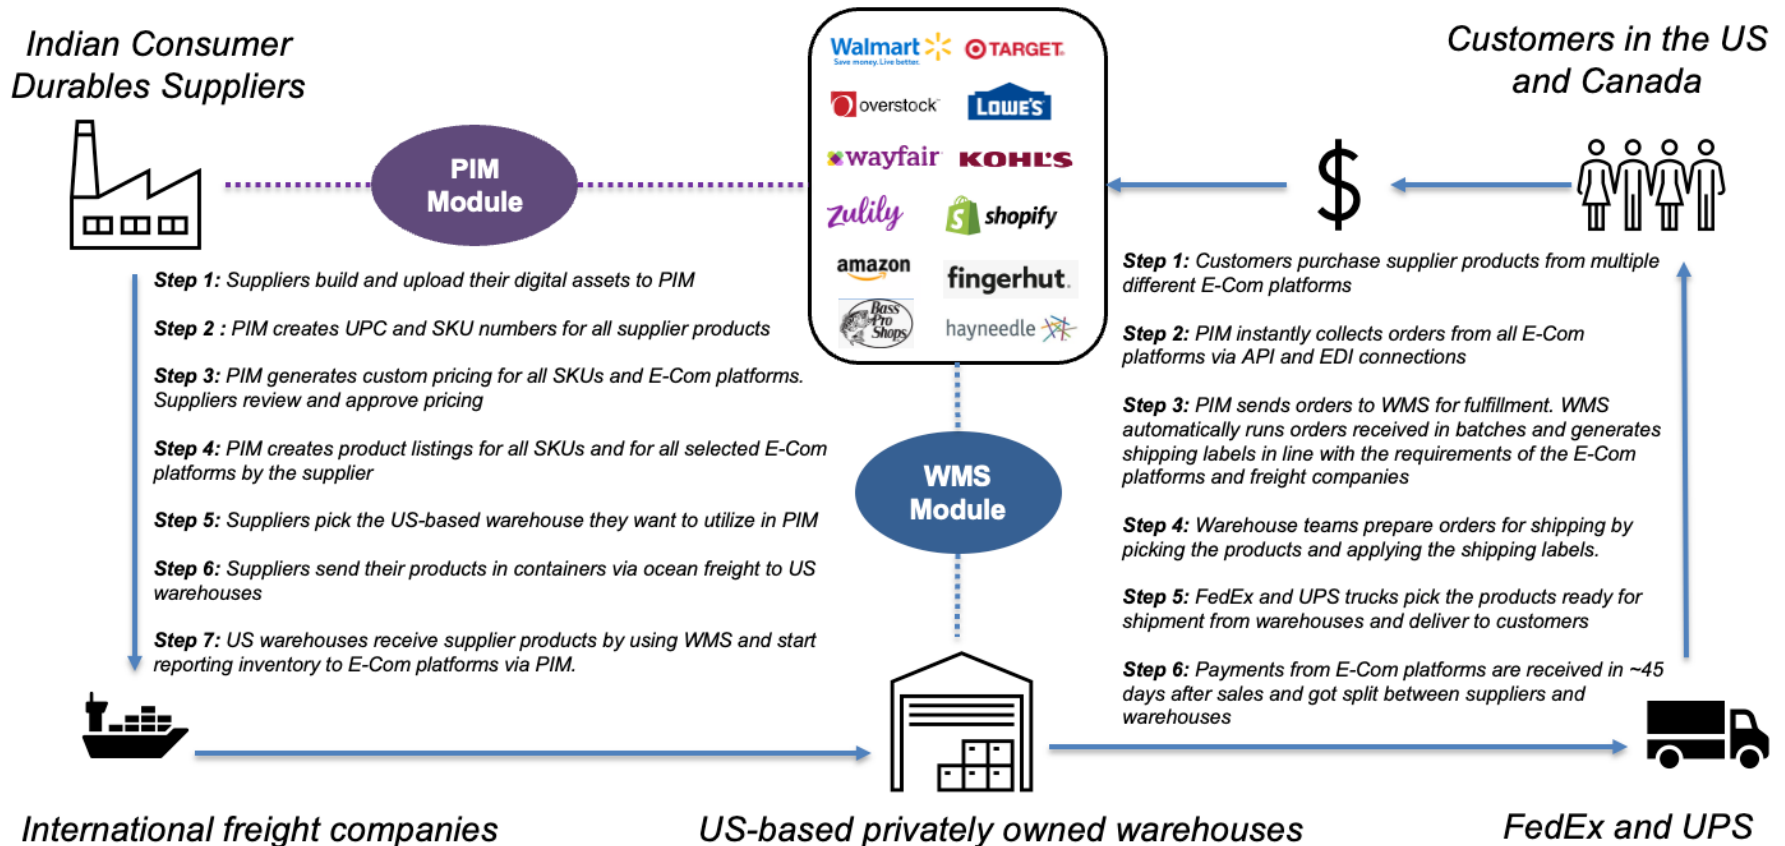 Indian Consumer
Durables Suppliers
PIM
Module
Walmart
Save money. Live better.
TARGET
overstock
LOWE'S
wayfair
KOHL'S
zulily
shopify
amazon
fingerhut.
Bass
Pro
Shops
hayneedle
Customers in the US
and Canada
$
Step 1: Suppliers build and upload their digital assets to PIM
Step 2 : PIM creates UPC and SKU numbers for all supplier products
Step 3: PIM generates custom pricing for all SKUs and E-Com platforms.
Suppliers review and approve pricing
Step 4: PIM creates product listings for all SKUs and for all selected E-Com
platforms by the supplier
Step 5: Suppliers pick the US-based warehouse they want to utilize in PIM
Step 6: Suppliers send their products in containers via ocean freight to US
warehouses
Step 7: US warehouses receive supplier products by using WMS and start
reporting inventory to E-Com platforms via PIM.
WMS
Module
Step 1: Customers purchase supplier products from multiple
different E-Com platforms
Step 2: PIM instantly collects orders from all E-Com
platforms via API and EDI connections
Step 3: PIM sends orders to WMS for fulfillment. WMS
automatically runs orders received in batches and generates
shipping labels in line with the requirements of the E-Com
platforms and freight companies
Step 4: Warehouse teams prepare orders for shipping by
picking the products and applying the shipping labels.
Step 5: FedEx and UPS trucks pick the products ready for
shipment from warehouses and deliver to customers
Step 6: Payments from E-Com platforms are received in ~45
days after sales and got split between suppliers and
warehouses
International freight companies
US-based privately owned warehouses
FedEx and UPS